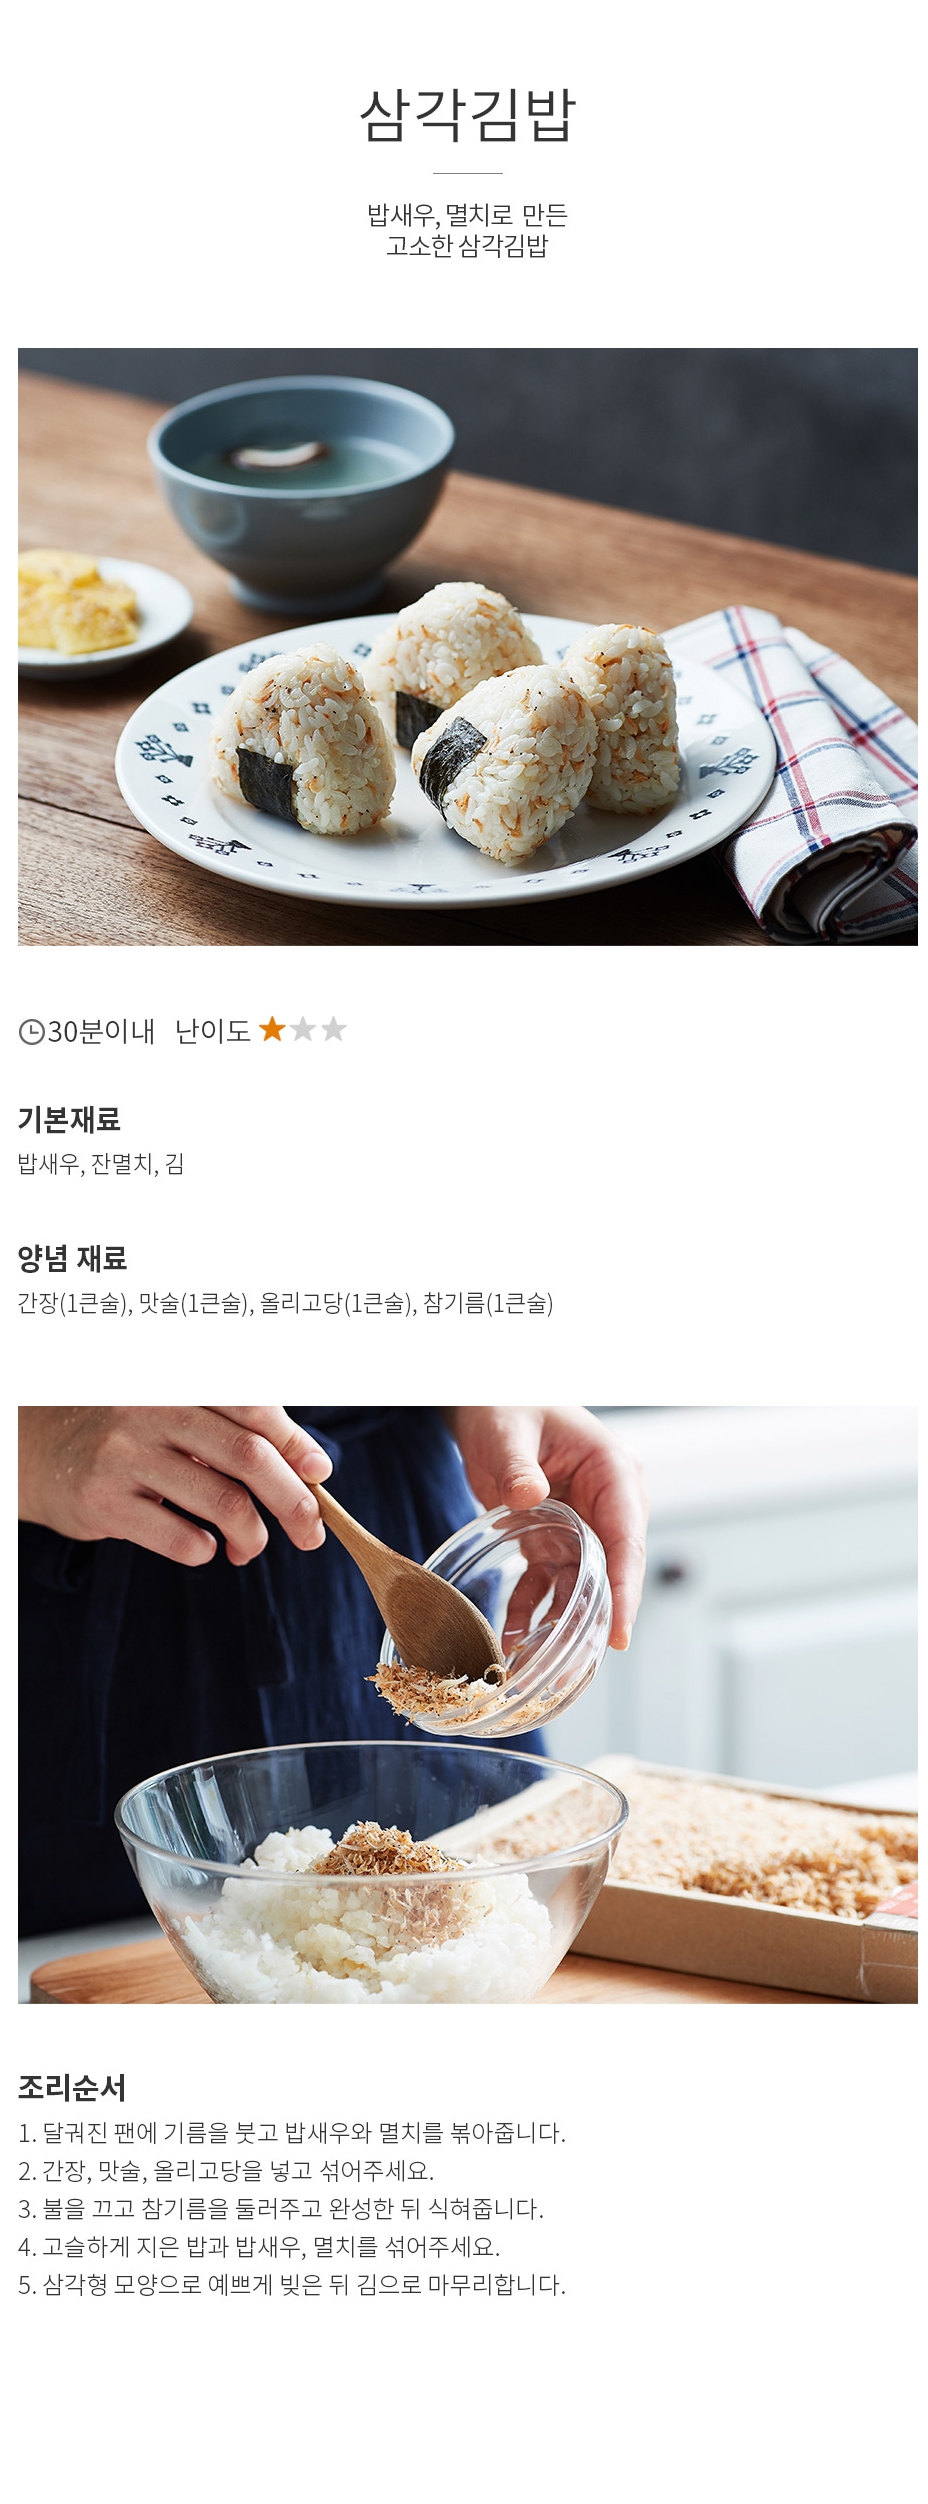 삼각김밥
밥새우, 멸치로 만든
고소한 삼각김밥
30분이내 난이도
기본재료
밥새우, 잔멸치, 김
양념 재료
간장(1큰술), 맛술(1큰술), 올리고당(1큰술), 참기름(1큰술)
조리순서
1. 달궈진 팬에 기름을 붓고 밥새우와 멸치를 볶아줍니다.
2. 간장, 맛술, 올리고당을 넣고 섞어주세요.
3. 불을 끄고 참기름을 둘러주고 완성한 뒤 식혀줍니다.
4. 고슬하게 지은 밥과 밥새우, 멸치를 섞어주세요.
5. 삼각형 모양으로 예쁘게 빚은 뒤 김으로 마무리합니다.